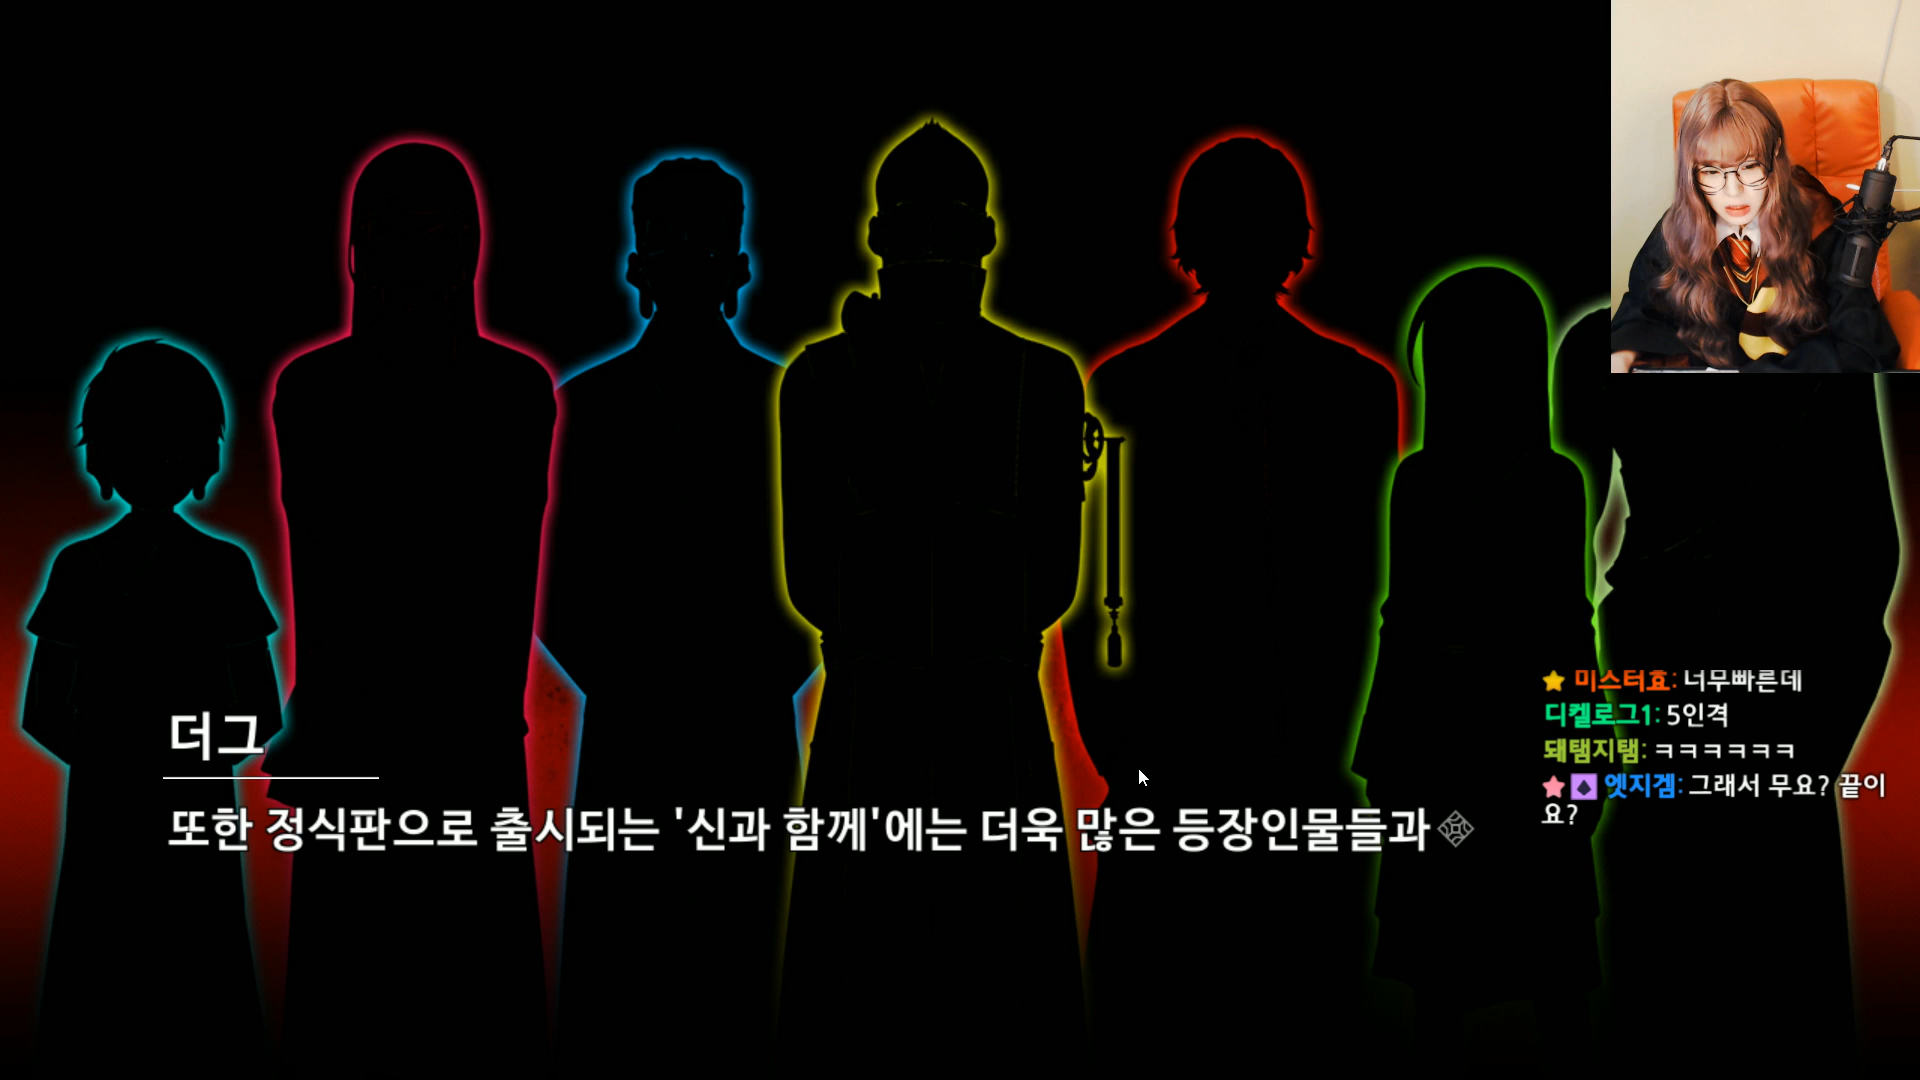 더그
또한 정식판으로 출시되는 '신과 함께'에는 더욱 많은 등장인물들과
미스터효: 너무빠른데
디켈로그1: 5인격
돼탬지탬: ㅋㅋㅋㅋㅋㅋ
엣지겜: 그래서 무요? 끝이
요?